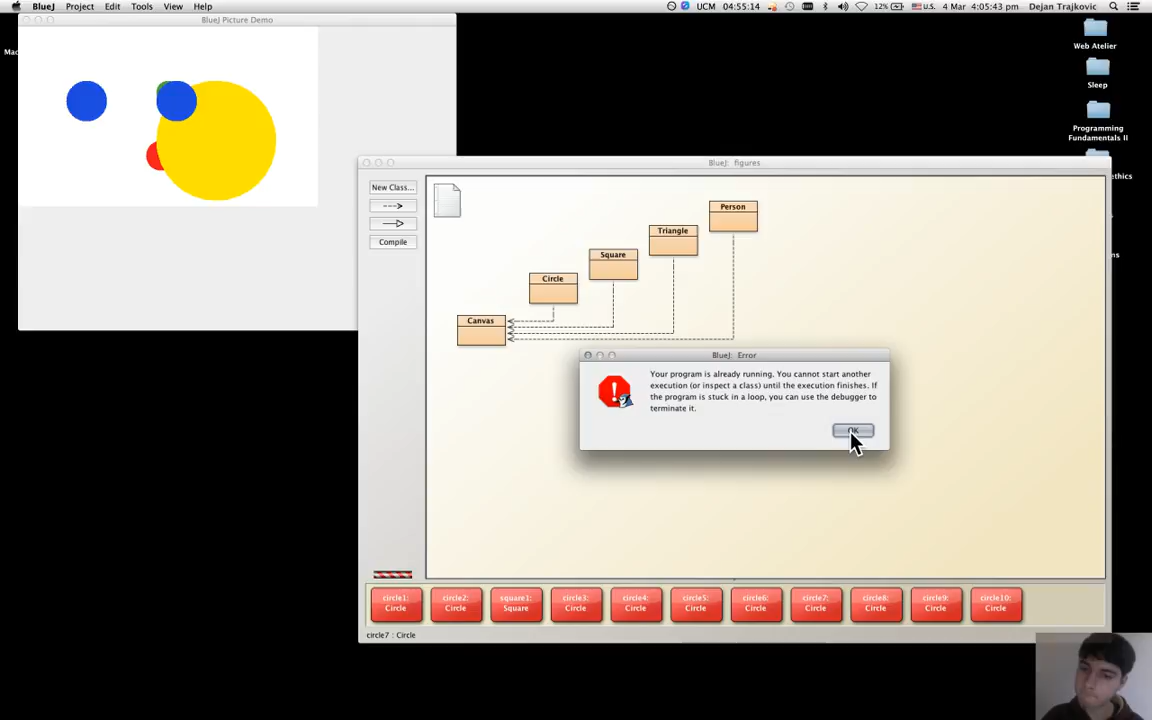 BlueJ Project Edit Tools View Help
UCM 04:55:14 12% U.S. 4 Mar 4:05:43 pm Dejan Trajkovic
BlueJ Picture Demo
Mac
Web Atelier
Sleep
Programming
Fundamentals II
ethics
ms
BlueJ: figures
New Class...
Compile
Person
Triangle
Square
Circle
Canvas
BlueJ: Error
Your program is already running. You cannot start another
execution (or inspect a class) until the execution finishes. If
the program is stuck in a loop, you can use the debugger to
terminate it.
OK
circle1:
Circle
circle2:
Circle
square1:
Square
circle3:
Circle
circle4:
Circle
circle5:
Circle
circle6:
Circle
circle7:
Circle
circle8:
Circle
circle9:
Circle
circle10:
Circle
circle7 : Circle